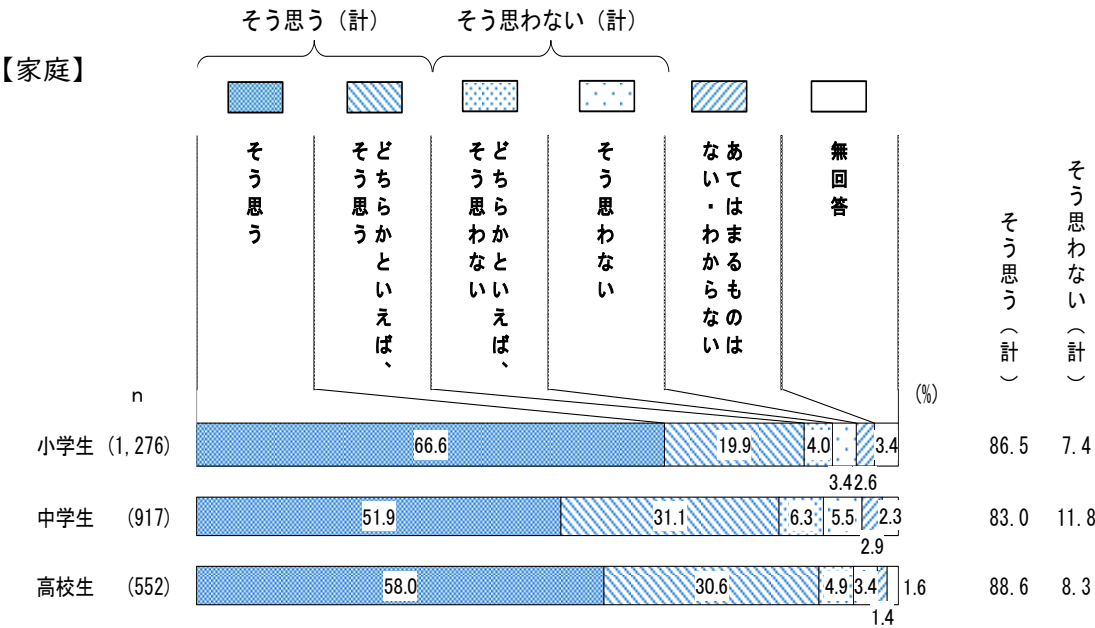 そう思う（計） そう思わない（計）
【家庭】
そう思う
どちらかといえば、
そう思う
どちらかといえば、
そう思わない
そう思わない
あてはまるものは
ない・わからない
無回答
そう思う（計）
そう思わない（計）
n (%)
小学生 (1,276) 66.6 19.9 4.0 3.4 86.5 7.4
3.4 2.6
中学生 (917) 51.9 31.1 6.3 5.5 2.3 83.0 11.8
2.9
高校生 (552) 58.0 30.6 4.9 3.4 1.6 88.6 8.3
1.4